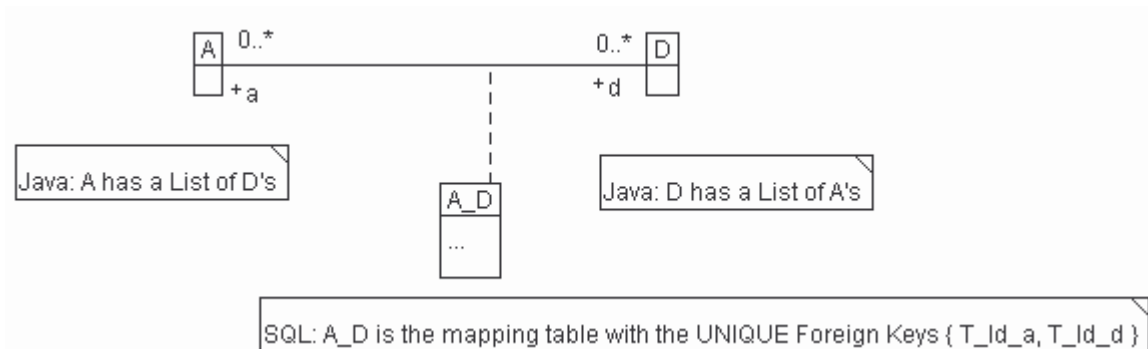 A
0..*
0..*
D
+a
+d
Java: A has a List of D's
Java: D has a List of A's
A_D
...
SQL: A_D is the mapping table with the UNIQUE Foreign Keys { T_Id_a, T_Id_d }